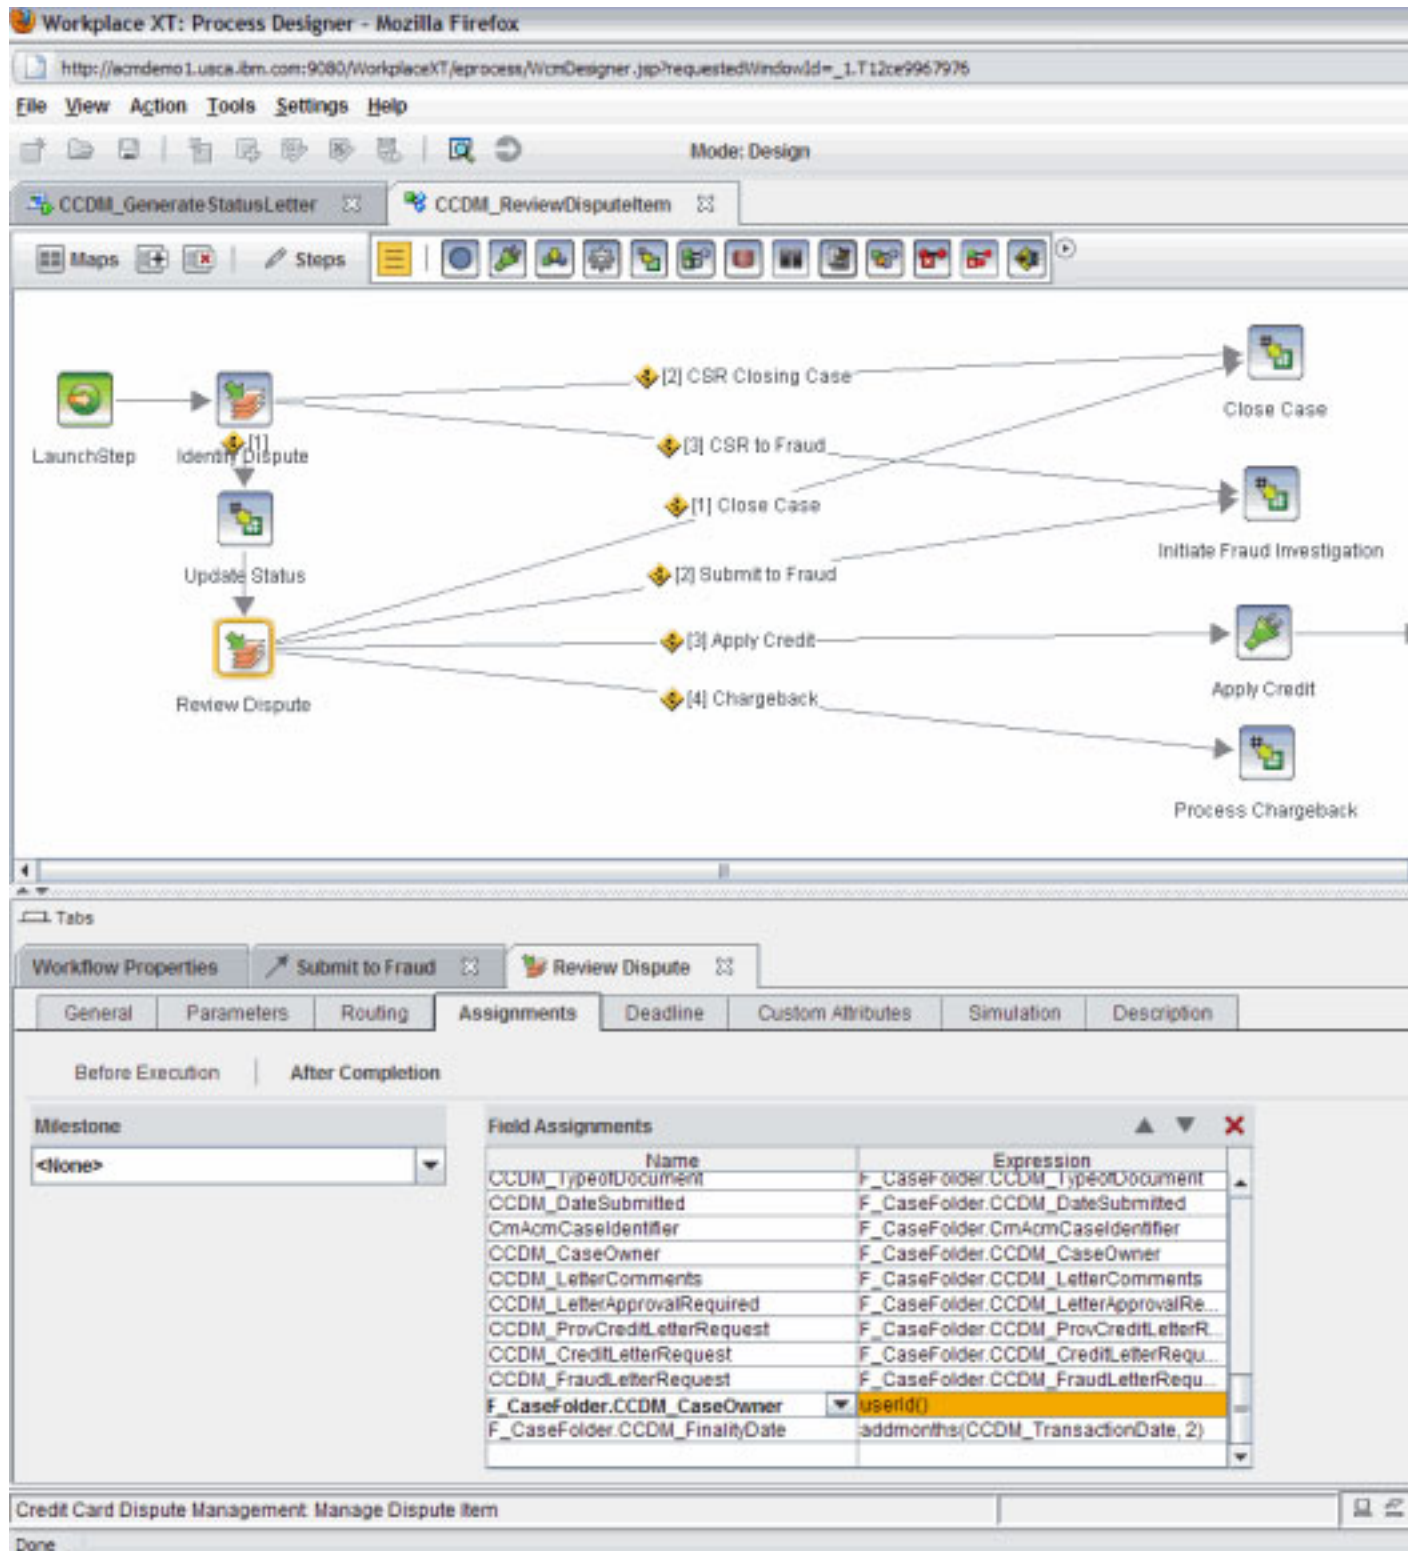 Workplace XT: Process Designer - Mozilla Firefox
http://acmdemo1.usca.ibm.com:9080/WorkplaceXT/eprocess/WcmDesigner.jsp?requestedWindowId=_1.T12ce9967976
File View Action Tools Settings Help
Mode: Design
CCDM_GenerateStatusLetter
CCDM_ReviewDisputeItem
Maps
Steps
[2] CSR Closing Case
Close Case
LaunchStep
[1]
Identify Dispute
[3] CSR to Fraud
[1] Close Case
Initiate Fraud Investigation
Update Status
[2] Submit to Fraud
[3] Apply Credit
Apply Credit
Review Dispute
[4] Chargeback
Process Chargeback
Tabs
Workflow Properties
Submit to Fraud
Review Dispute
General Parameters Routing Assignments Deadline Custom Attributes Simulation Description
Before Execution | After Completion
Milestone
<None>
Field Assignments
Name Expression
CCDM_TypeofDocument F_CaseFolder.CCDM_TypeofDocument
CCDM_DateSubmitted F_CaseFolder.CCDM_DateSubmitted
CmAcmCaseIdentifier F_CaseFolder.CmAcmCaseIdentifier
CCDM_CaseOwner F_CaseFolder.CCDM_CaseOwner
CCDM_LetterComments F_CaseFolder.CCDM_LetterComments
CCDM_LetterApprovalRequired F_CaseFolder.CCDM_LetterApprovalRe...
CCDM_ProvCreditLetterRequest F_CaseFolder.CCDM_ProvCreditLetterR...
CCDM_CreditLetterRequest F_CaseFolder.CCDM_CreditLetterRequ...
CCDM_FraudLetterRequest F_CaseFolder.CCDM_FraudLetterRequ...
F_CaseFolder.CCDM_CaseOwner userid()
F_CaseFolder.CCDM_FinalityDate addmonths(CCDM_TransactionDate, 2)
Credit Card Dispute Management: Manage Dispute Item
Done